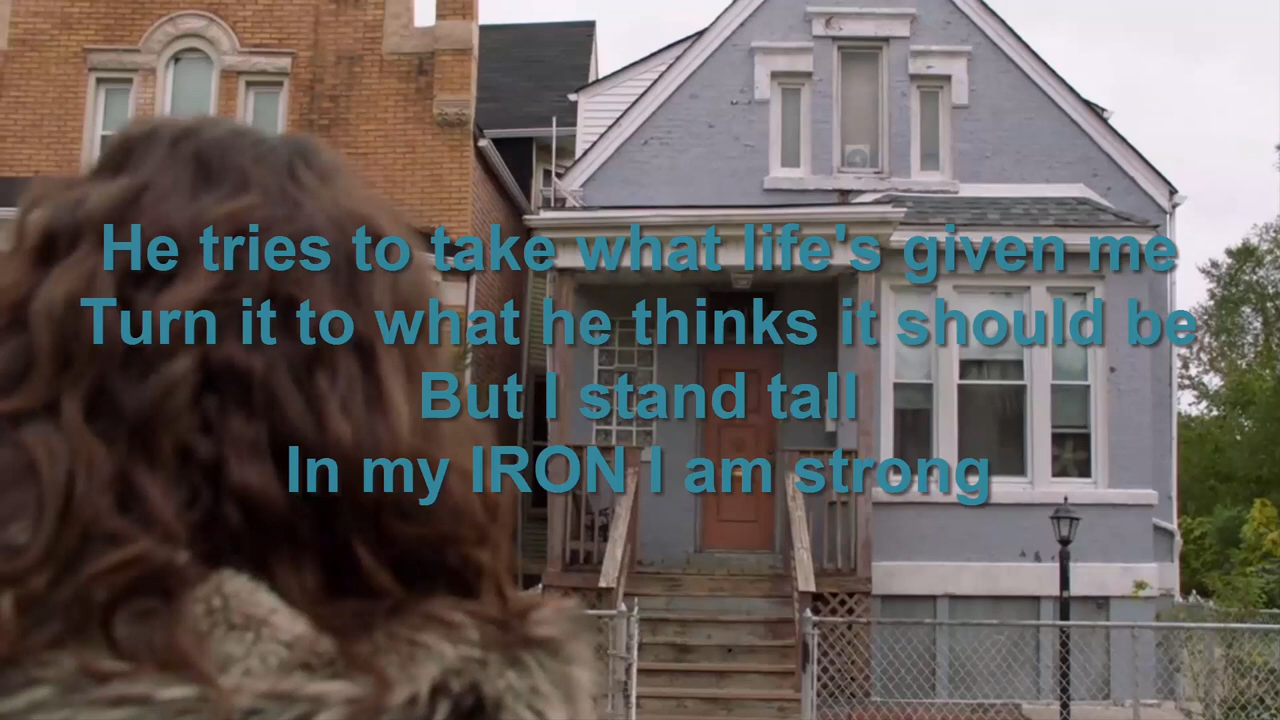 He tries to take what life's given me
Turn it to what he thinks it should be
But I stand tall
In my IRON I am strong